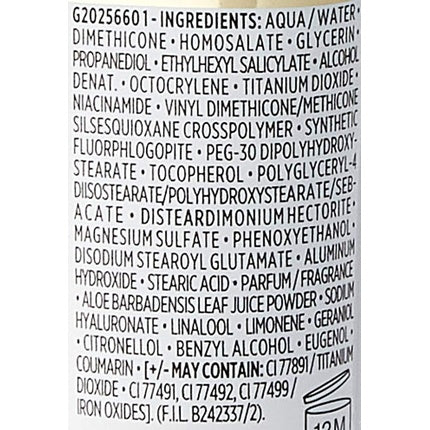 G20256601 • INGREDIENTS: AQUA / WATER •
DIMETHICONE • HOMOSALATE • GLYCERIN •
PROPANEDIOL • ETHYLHEXYL SALICYLATE • ALCOHOL
DENAT. • OCTOCRYLENE • TITANIUM DIOXIDE •
NIACINAMIDE • VINYL DIMETHICONE/METHICONE
SILSESQUIOXANE CROSSPOLYMER • SYNTHETIC
FLUORPHLOGOPITE • PEG-30 DIPOLYHYDROXY-
STEARATE • TOCOPHEROL • POLYGLYCERYL-4
DIISOSTEARATE/POLYHYDROXYSTEARATE/SEB-
ACATE • DISTEARDIMONIUM HECTORITE •
MAGNESIUM SULFATE • PHENOXYETHANOL •
DISODIUM STEAROYL GLUTAMATE • ALUMINUM
HYDROXIDE • STEARIC ACID • PARFUM / FRAGRANCE
• ALOE BARBADENSIS LEAF JUICE POWDER • SODIUM
HYALURONATE • LINALOOL • LIMONENE • GERANIOL
• CITRONELLOL • BENZYL ALCOHOL • EUGENOL •
COUMARIN • [+/- MAY CONTAIN: CI 77891 / TITANIUM
DIOXIDE • CI 77491, CI 77492, CI 77499 /
IRON OXIDES]. (F.I.L. B242337/2).
12M